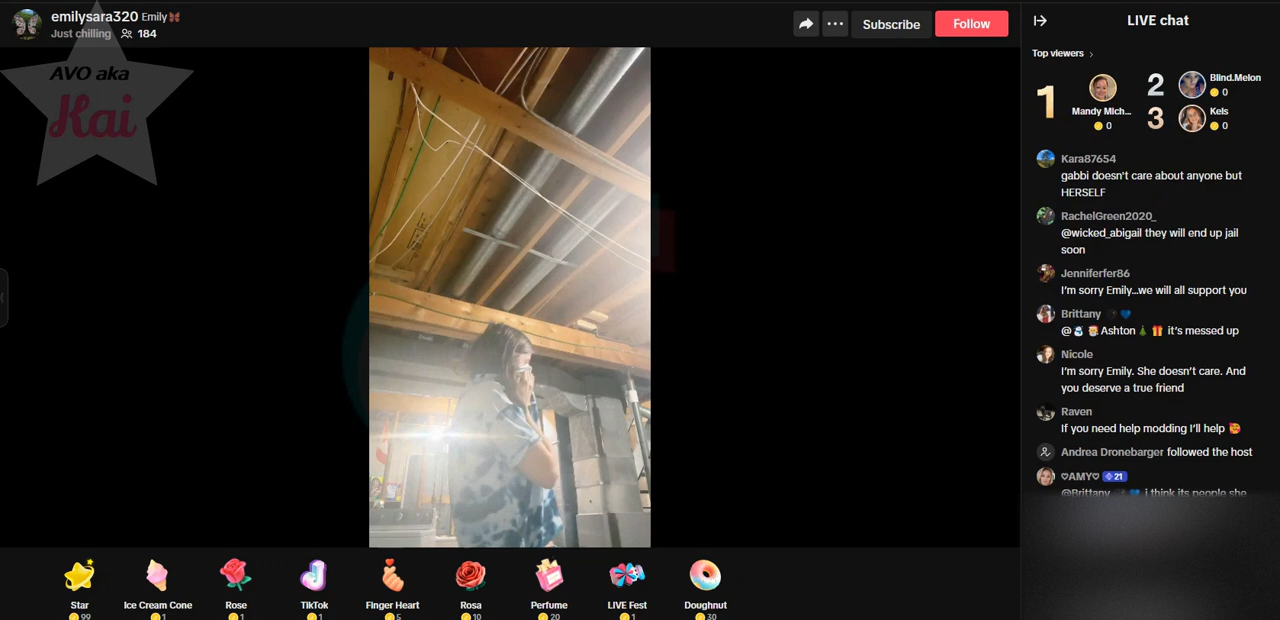 emilysara320 Emily🦋
Just chilling 184
Subscribe
Follow
AVO aka
Kai
LIVE chat
Top viewers >
1
Mandy Mich...
0
2
Blind.Melon
0
3
Kels
0
Kara87654
gabbi doesn't care about anyone but
HERSELF
RachelGreen2020_
@wicked_abigail they will end up jail
soon
Jenniferfer86
I'm sorry Emily...we will all support you
Brittany 🖤💙
@⛄🎅Ashton🎄🎁 it's messed up
Nicole
I'm sorry Emily. She doesn't care. And
you deserve a true friend
Raven
If you need help modding I'll help 🥰
Andrea Dronebarger followed the host
♡AMY♡ 21
@Brittany 🖤💙 i think its people she
Star
99
Ice Cream Cone
1
Rose
1
TikTok
1
Finger Heart
5
Rosa
10
Perfume
20
LIVE Fest
1
Doughnut
30